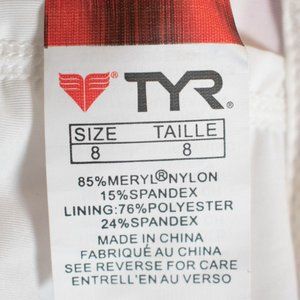 TYR®
SIZE TAILLE
8 8
85%MERYL®NYLON
15%SPANDEX
LINING:76%POLYESTER
24%SPANDEX
MADE IN CHINA
FABRIQUÉ AU CHINA
SEE REVERSE FOR CARE
ENTRELL'EN AU VERSO